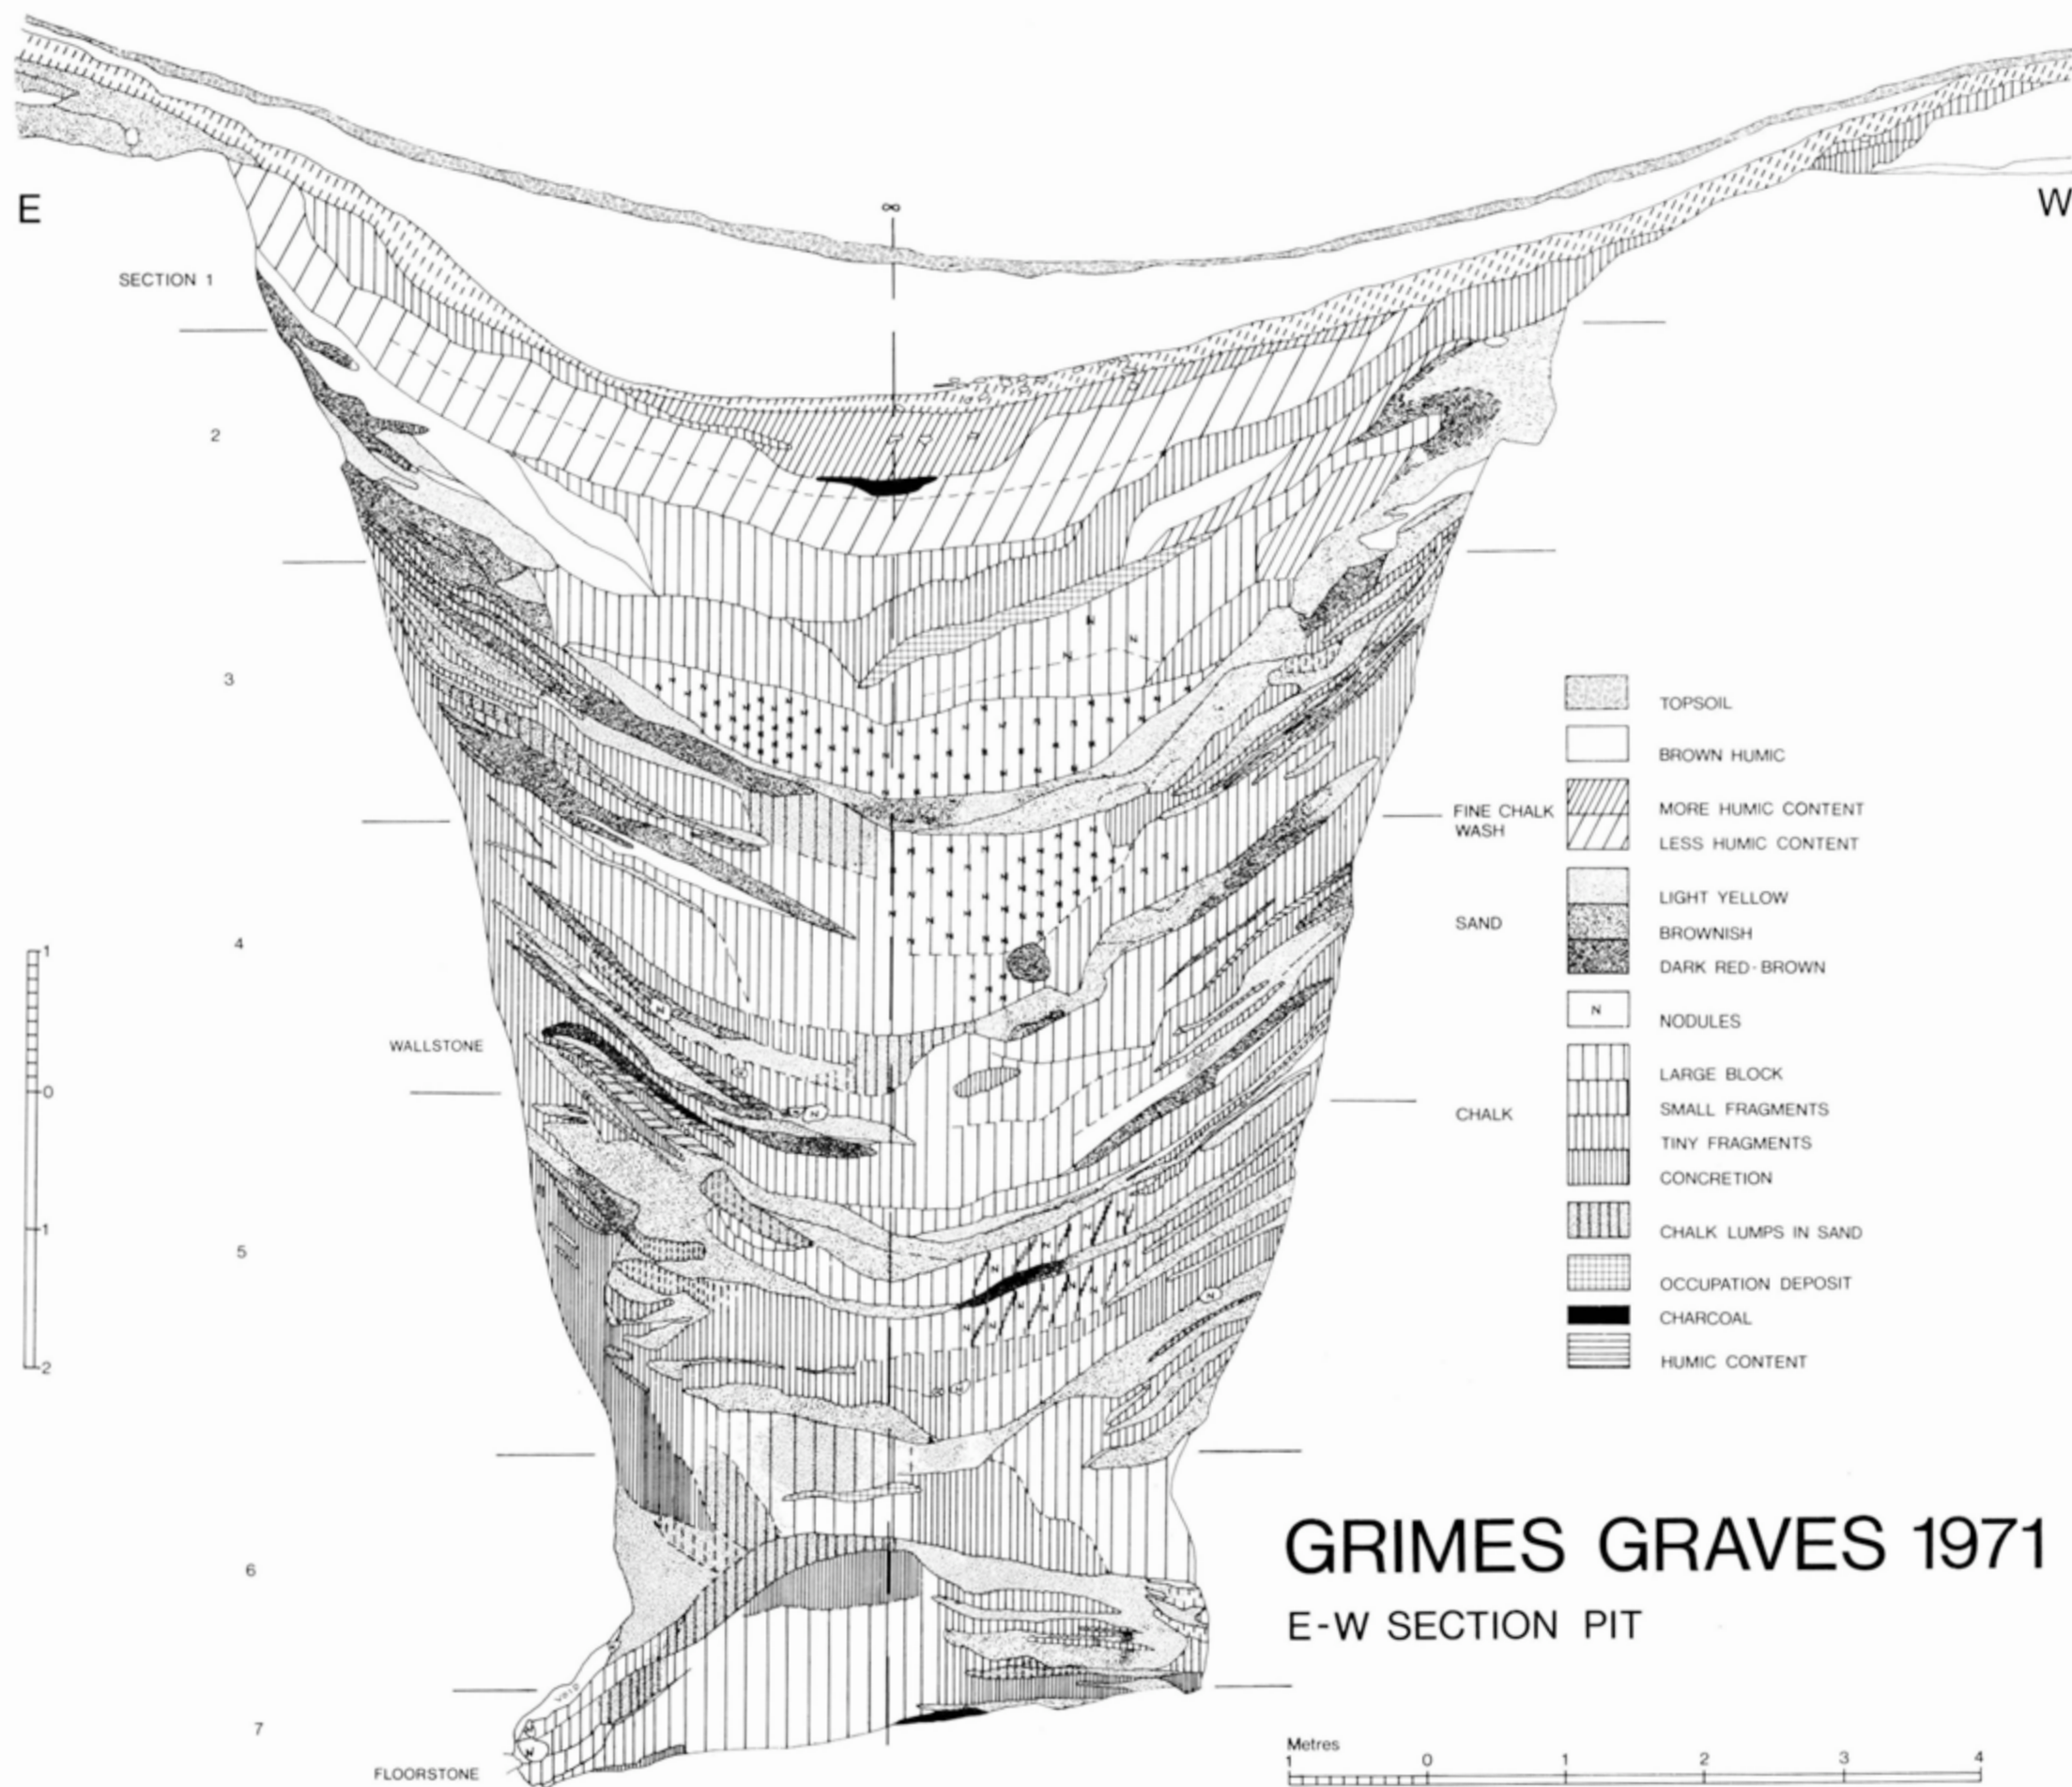 E
W
∞
SECTION 1
2
3
4
WALLSTONE
5
6
7
FLOORSTONE
1
0
1
2
TOPSOIL
BROWN HUMIC
FINE CHALK
WASH
MORE HUMIC CONTENT
LESS HUMIC CONTENT
SAND
LIGHT YELLOW
BROWNISH
DARK RED-BROWN
N
NODULES
CHALK
LARGE BLOCK
SMALL FRAGMENTS
TINY FRAGMENTS
CONCRETION
CHALK LUMPS IN SAND
OCCUPATION DEPOSIT
CHARCOAL
HUMIC CONTENT
VOID
GRIMES GRAVES 1971
E-W SECTION PIT
Metres
1 0 1 2 3 4